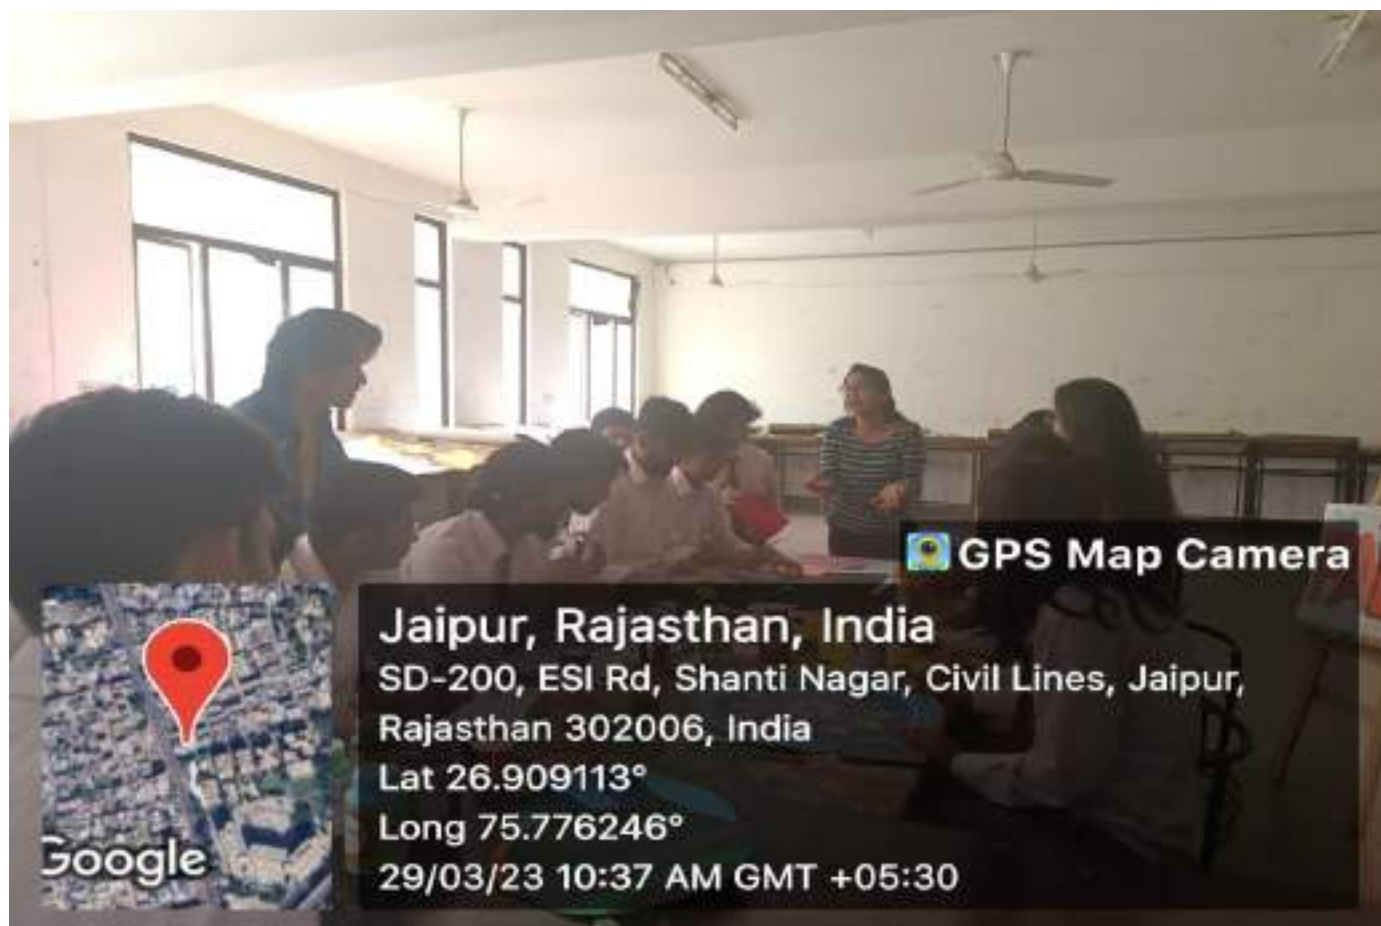 GPS Map Camera
Jaipur, Rajasthan, India
SD-200, ESI Rd, Shanti Nagar, Civil Lines, Jaipur,
Rajasthan 302006, India
Lat 26.909113°
Long 75.776246°
29/03/23 10:37 AM GMT +05:30
Google